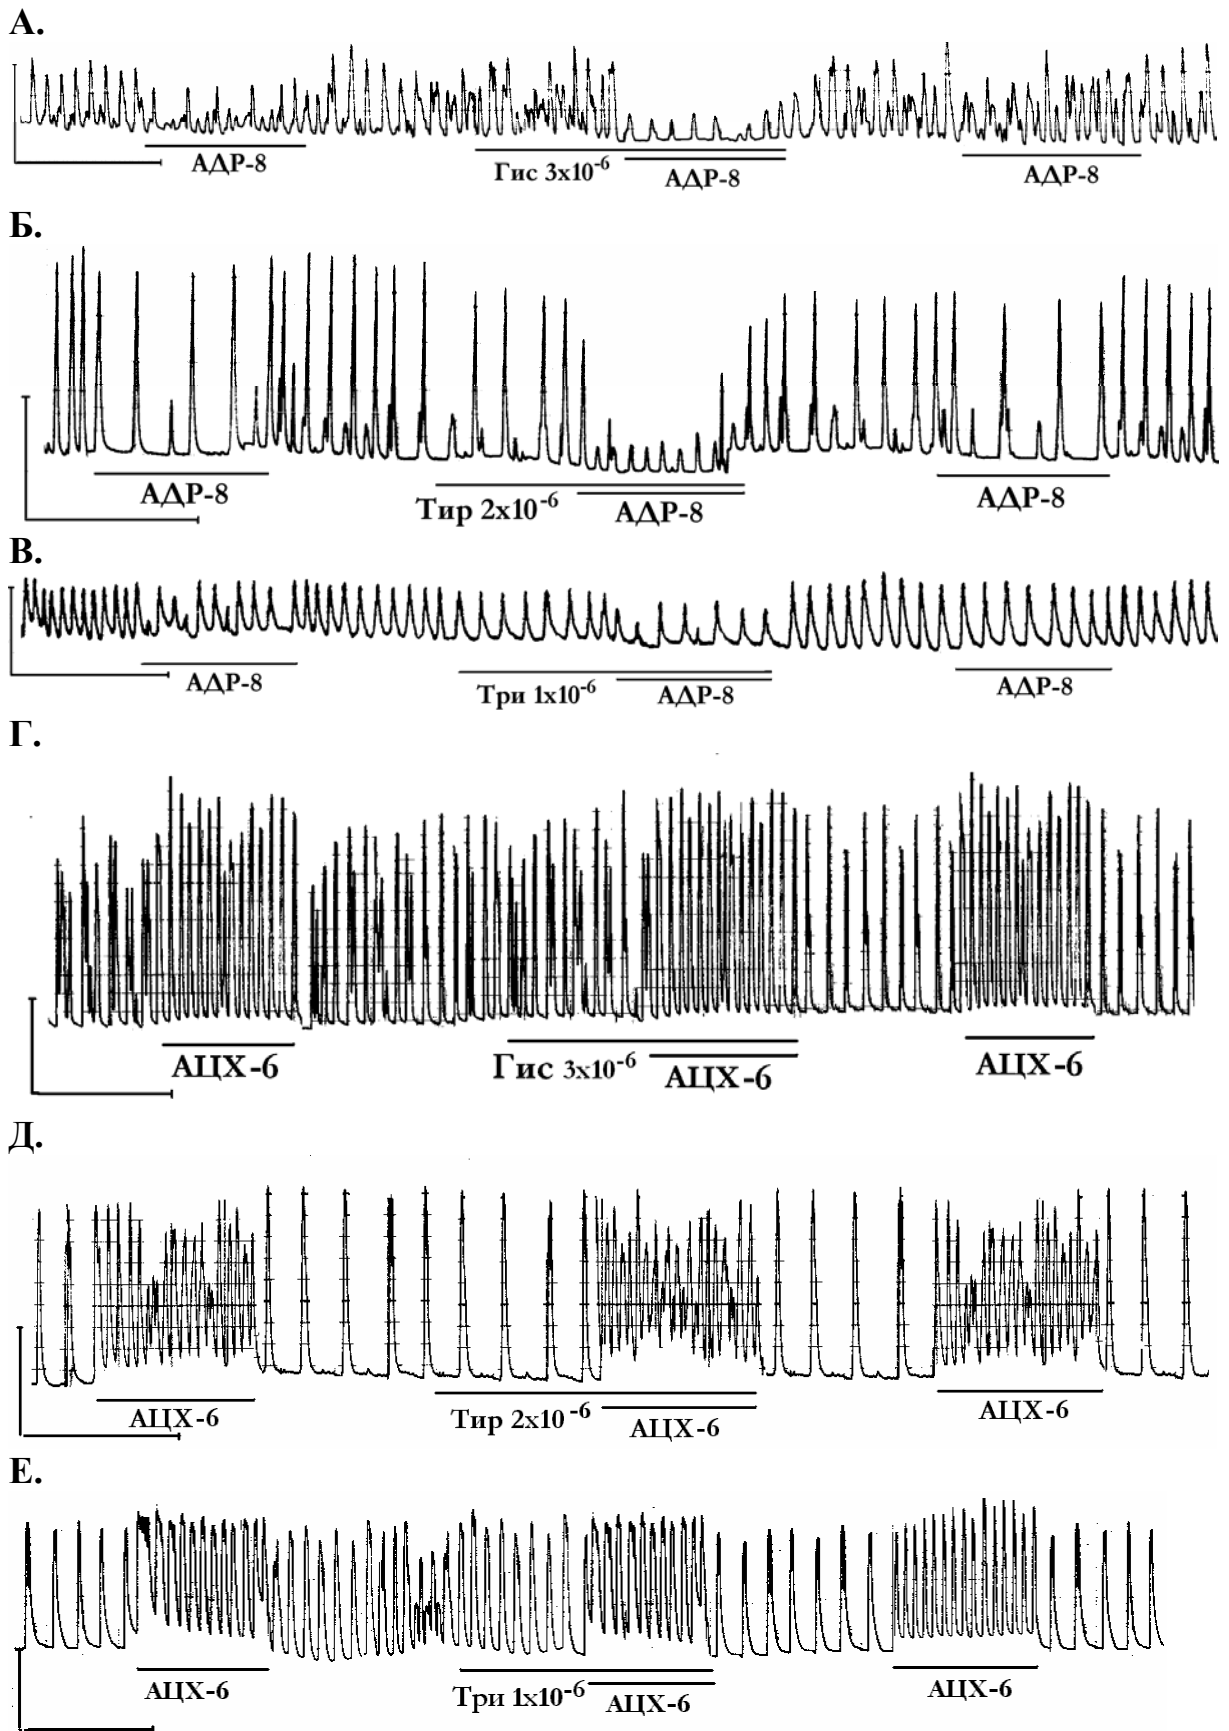 А.
АДР-8
Гис 3x10⁻⁶
АДР-8
АДР-8
Б.
АДР-8
Тир 2x10⁻⁶
АДР-8
АДР-8
В.
АДР-8
Три 1x10⁻⁶
АДР-8
АДР-8
Г.
АЦХ-6
Гис 3x10⁻⁶
АЦХ-6
АЦХ-6
Д.
АЦХ-6
Тир 2x10⁻⁶
АЦХ-6
АЦХ-6
Е.
АЦХ-6
Три 1x10⁻⁶
АЦХ-6
АЦХ-6